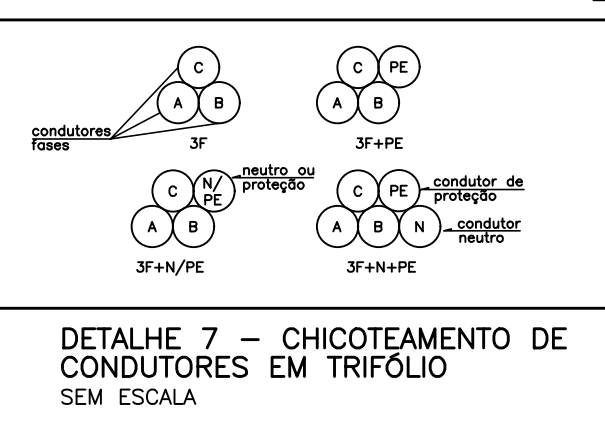 C
A B
condutores
fases
3F
C PE
A B
3F+PE
C N/
PE
neutro ou
proteção
A B
3F+N/PE
C PE
condutor de
proteção
A B N
condutor
neutro
3F+N+PE
DETALHE 7 – CHICOTEAMENTO DE
CONDUTORES EM TRIFÓLIO
SEM ESCALA